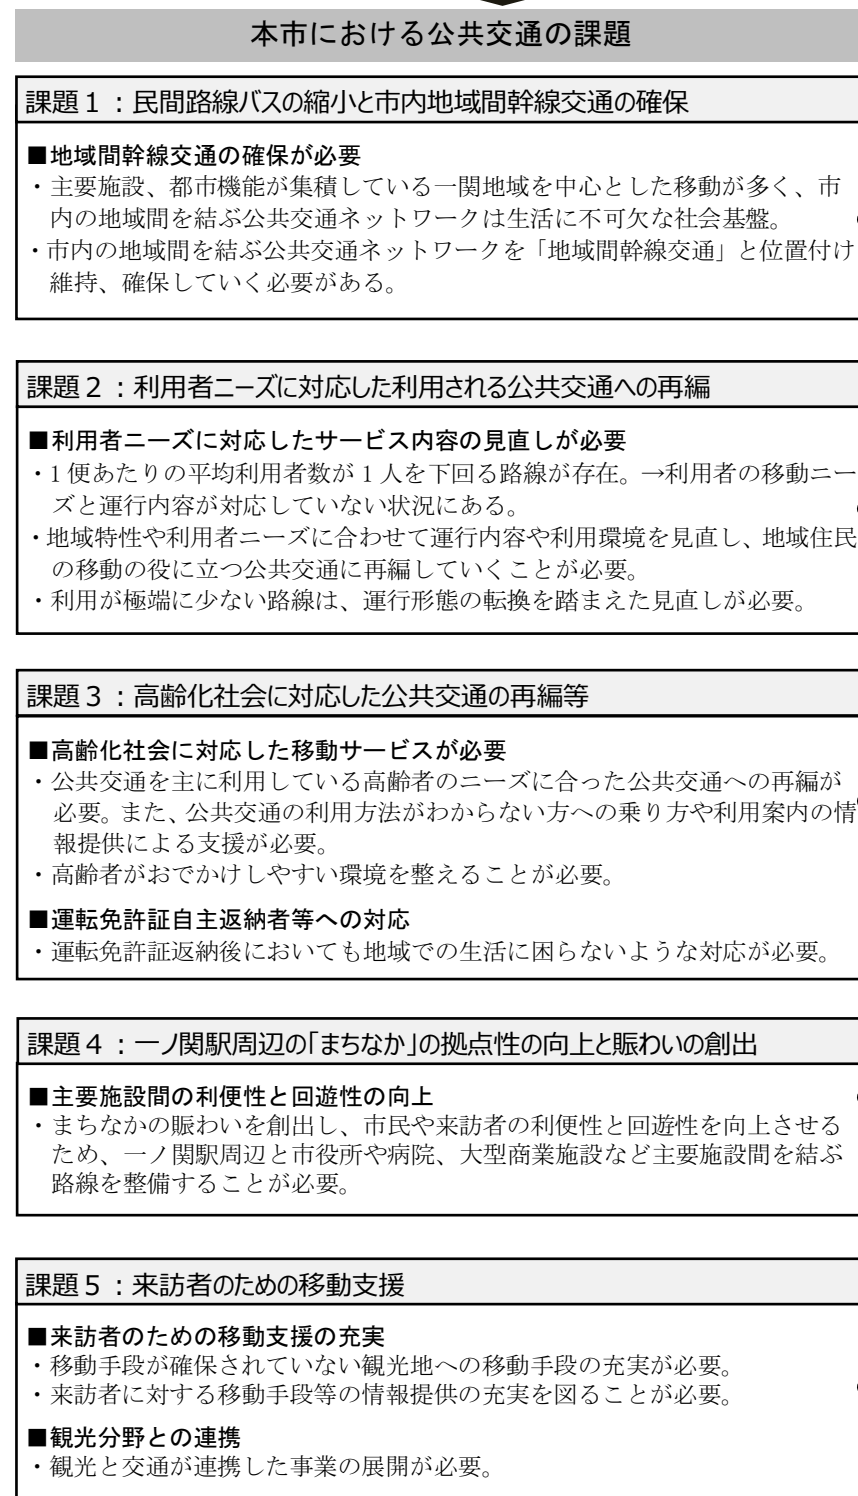 本市における公共交通の課題
課題１：民間路線バスの縮小と市内地域間幹線交通の確保
■地域間幹線交通の確保が必要
・主要施設、都市機能が集積している一関地域を中心とした移動が多く、市
内の地域間を結ぶ公共交通ネットワークは生活に不可欠な社会基盤。
・市内の地域間を結ぶ公共交通ネットワークを「地域間幹線交通」と位置付け
維持、確保していく必要がある。
課題２：利用者ニーズに対応した利用される公共交通への再編
■利用者ニーズに対応したサービス内容の見直しが必要
・1 便あたりの平均利用者数が 1 人を下回る路線が存在。→利用者の移動ニー
ズと運行内容が対応していない状況にある。
・地域特性や利用者ニーズに合わせて運行内容や利用環境を見直し、地域住民
の移動の役に立つ公共交通に再編していくことが必要。
・利用が極端に少ない路線は、運行形態の転換を踏まえた見直しが必要。
課題３：高齢化社会に対応した公共交通の再編等
■高齢化社会に対応した移動サービスが必要
・公共交通を主に利用している高齢者のニーズに合った公共交通への再編が
必要。また、公共交通の利用方法がわからない方への乗り方や利用案内の情
報提供による支援が必要。
・高齢者がおでかけしやすい環境を整えることが必要。
■運転免許証自主返納者等への対応
・運転免許証返納後においても地域での生活に困らないような対応が必要。
課題４：一ノ関駅周辺の「まちなか」の拠点性の向上と賑わいの創出
■主要施設間の利便性と回遊性の向上
・まちなかの賑わいを創出し、市民や来訪者の利便性と回遊性を向上させる
ため、一ノ関駅周辺と市役所や病院、大型商業施設など主要施設間を結ぶ
路線を整備することが必要。
課題５：来訪者のための移動支援
■来訪者のための移動支援の充実
・移動手段が確保されていない観光地への移動手段の充実が必要。
・来訪者に対する移動手段等の情報提供の充実を図ることが必要。
■観光分野との連携
・観光と交通が連携した事業の展開が必要。